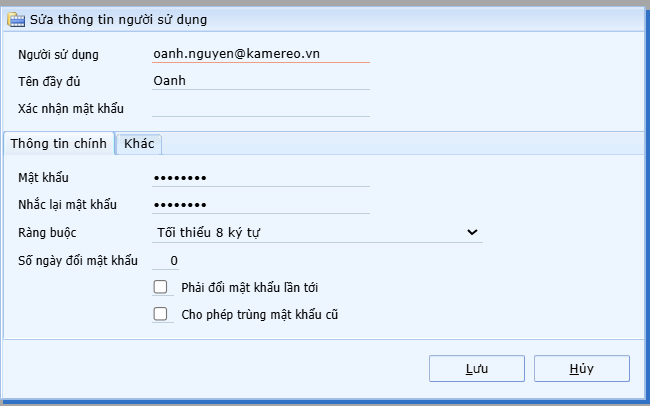 Sửa thông tin người sử dụng
Người sử dụng oanh.nguyen@kamereo.vn
Tên đầy đủ Oanh
Xác nhận mật khẩu
Thông tin chính Khác
Mật khẩu ••••••••
Nhắc lại mật khẩu ••••••••
Ràng buộc Tối thiểu 8 ký tự
Số ngày đổi mật khẩu 0
Phải đổi mật khẩu lần tới
Cho phép trùng mật khẩu cũ
Lưu Hủy